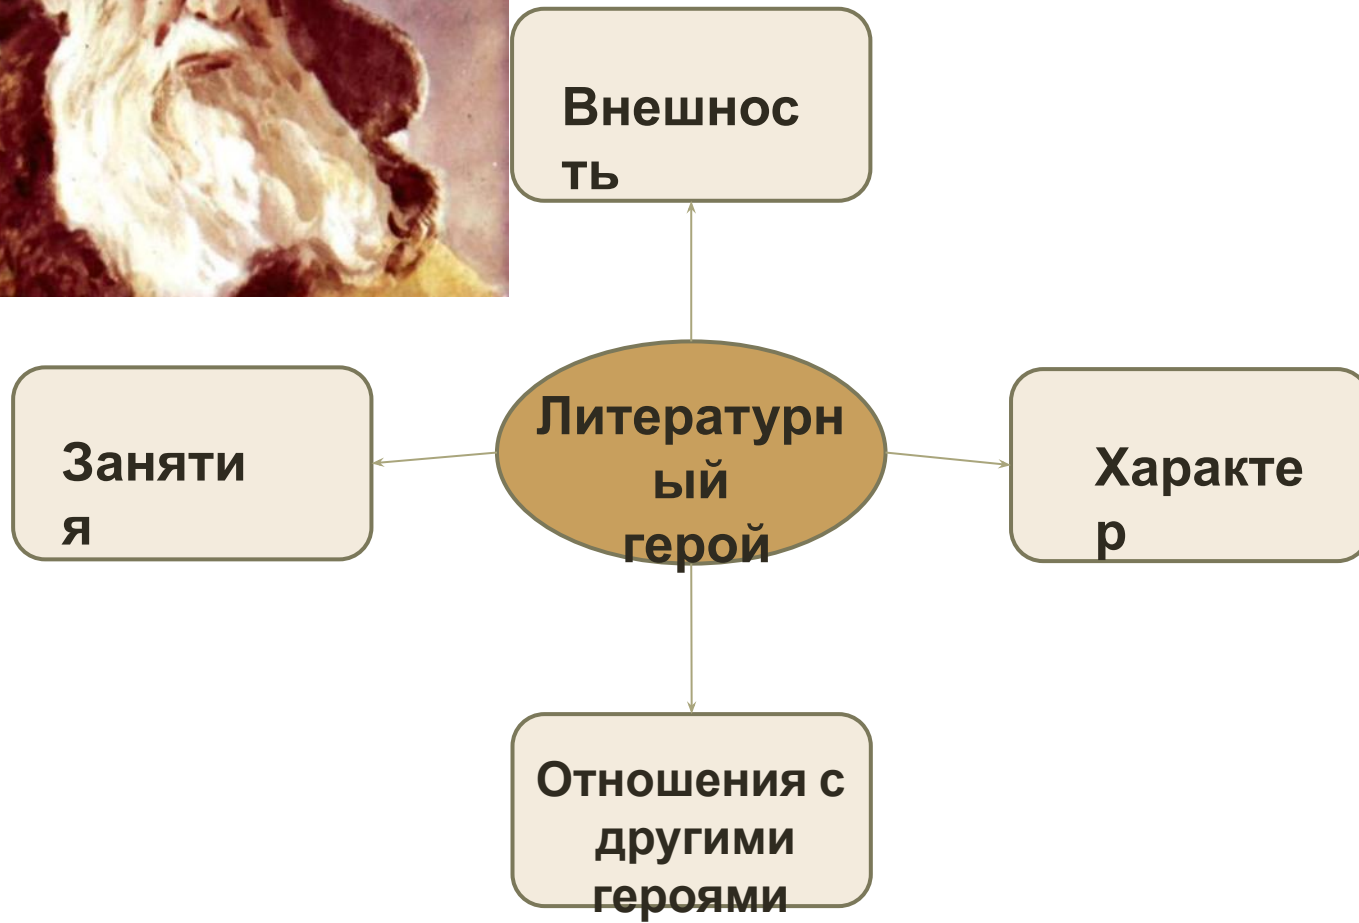 Внешнос
ть
Литературн
ый
герой
Заняти
я
Характе
р
Отношения с
другими
героями